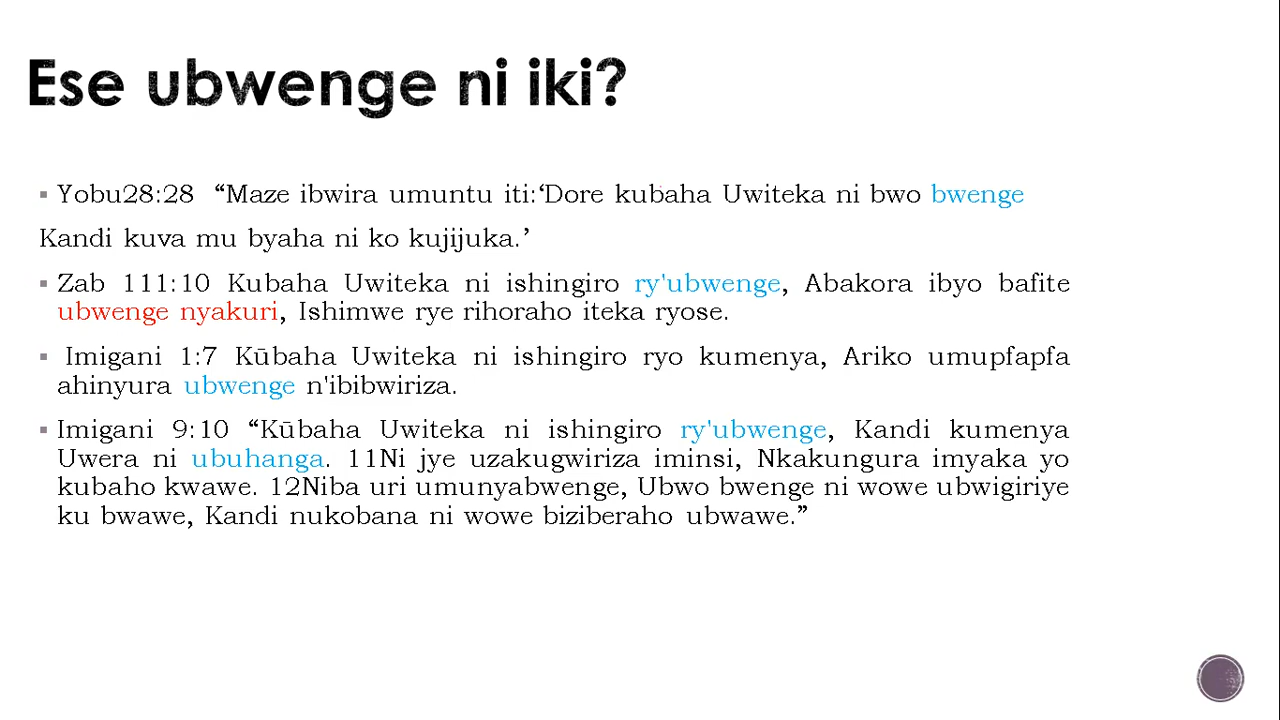 Ese ubwenge ni iki?
▪ Yobu28:28 “Maze ibwira umuntu iti:‘Dore kubaha Uwiteka ni bwo bwenge
Kandi kuva mu byaha ni ko kujijuka.’
▪ Zab 111:10 Kubaha Uwiteka ni ishingiro ry'ubwenge, Abakora ibyo bafite
ubwenge nyakuri, Ishimwe rye rihoraho iteka ryose.
▪ Imigani 1:7 Kūbaha Uwiteka ni ishingiro ryo kumenya, Ariko umupfapfa
ahinyura ubwenge n'ibibwiriza.
▪ Imigani 9:10 “Kūbaha Uwiteka ni ishingiro ry'ubwenge, Kandi kumenya
Uwera ni ubuhanga. 11Ni jye uzakugwiriza iminsi, Nkakungura imyaka yo
kubaho kwawe. 12Niba uri umunyabwenge, Ubwo bwenge ni wowe ubwigiriye
ku bwawe, Kandi nukobana ni wowe biziberaho ubwawe.”